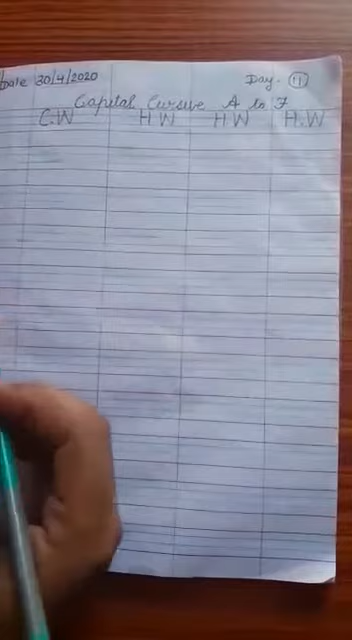 Date 30/4/2020 Day. 11
Capital Cursive A to F
C.W H W H W H.W